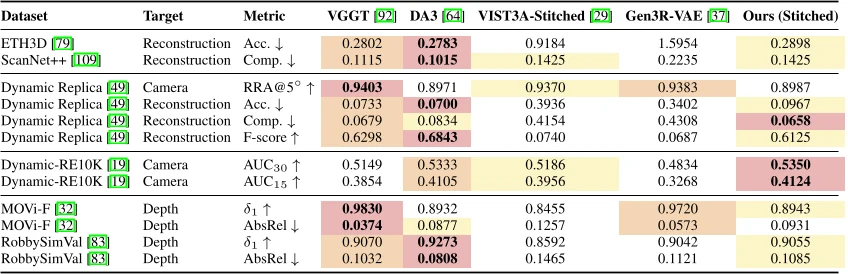 Dataset Target Metric VGGT [92] DA3 [64] VIST3A-Stitched [29] Gen3R-VAE [37] Ours (Stitched)
ETH3D [79] Reconstruction Acc. ↓ 0.2802 0.2783 0.9184 1.5954 0.2898
ScanNet++ [109] Reconstruction Comp. ↓ 0.1115 0.1015 0.1425 0.2235 0.1425
Dynamic Replica [49] Camera RRA@5° ↑ 0.9403 0.8971 0.9370 0.9383 0.8987
Dynamic Replica [49] Reconstruction Acc. ↓ 0.0733 0.0700 0.3936 0.3402 0.0967
Dynamic Replica [49] Reconstruction Comp. ↓ 0.0679 0.0834 0.4154 0.4308 0.0658
Dynamic Replica [49] Reconstruction F-score ↑ 0.6298 0.6843 0.0740 0.0687 0.6125
Dynamic-RE10K [19] Camera AUC₃₀ ↑ 0.5149 0.5333 0.5186 0.4834 0.5350
Dynamic-RE10K [19] Camera AUC₁₅ ↑ 0.3854 0.4105 0.3956 0.3268 0.4124
MOVi-F [32] Depth δ₁ ↑ 0.9830 0.8932 0.8455 0.9720 0.8943
MOVi-F [32] Depth AbsRel ↓ 0.0374 0.0877 0.1257 0.0573 0.0931
RobbySimVal [83] Depth δ₁ ↑ 0.9070 0.9273 0.8592 0.9042 0.9055
RobbySimVal [83] Depth AbsRel ↓ 0.1032 0.0808 0.1465 0.1121 0.1085